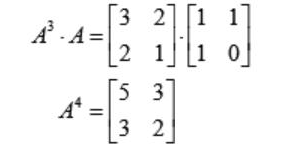 A³ · A = [3 2; 2 1] · [1 1; 1 0]
A⁴ = [5 3; 3 2]